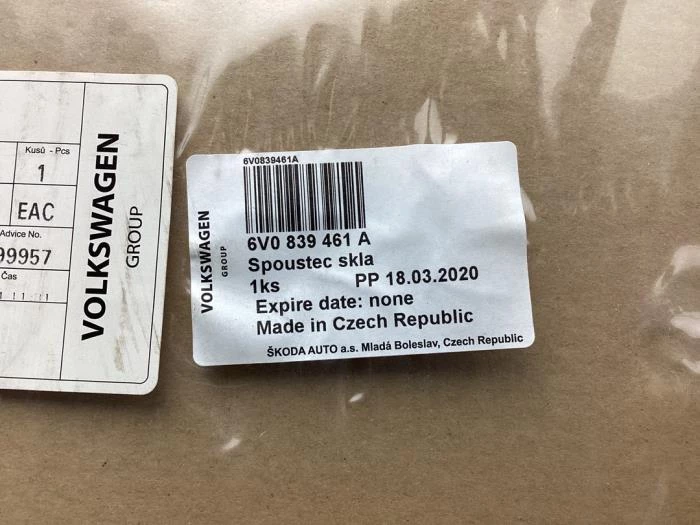 Kusů - Pcs
1
EAC
Advice No.
99957
Čas
VOLKSWAGEN
GROUP
6V0839461A
VOLKSWAGEN
GROUP
6V0 839 461 A
Spoustec skla
1ks PP 18.03.2020
Expire date: none
Made in Czech Republic
ŠKODA AUTO a.s. Mladá Boleslav, Czech Republic